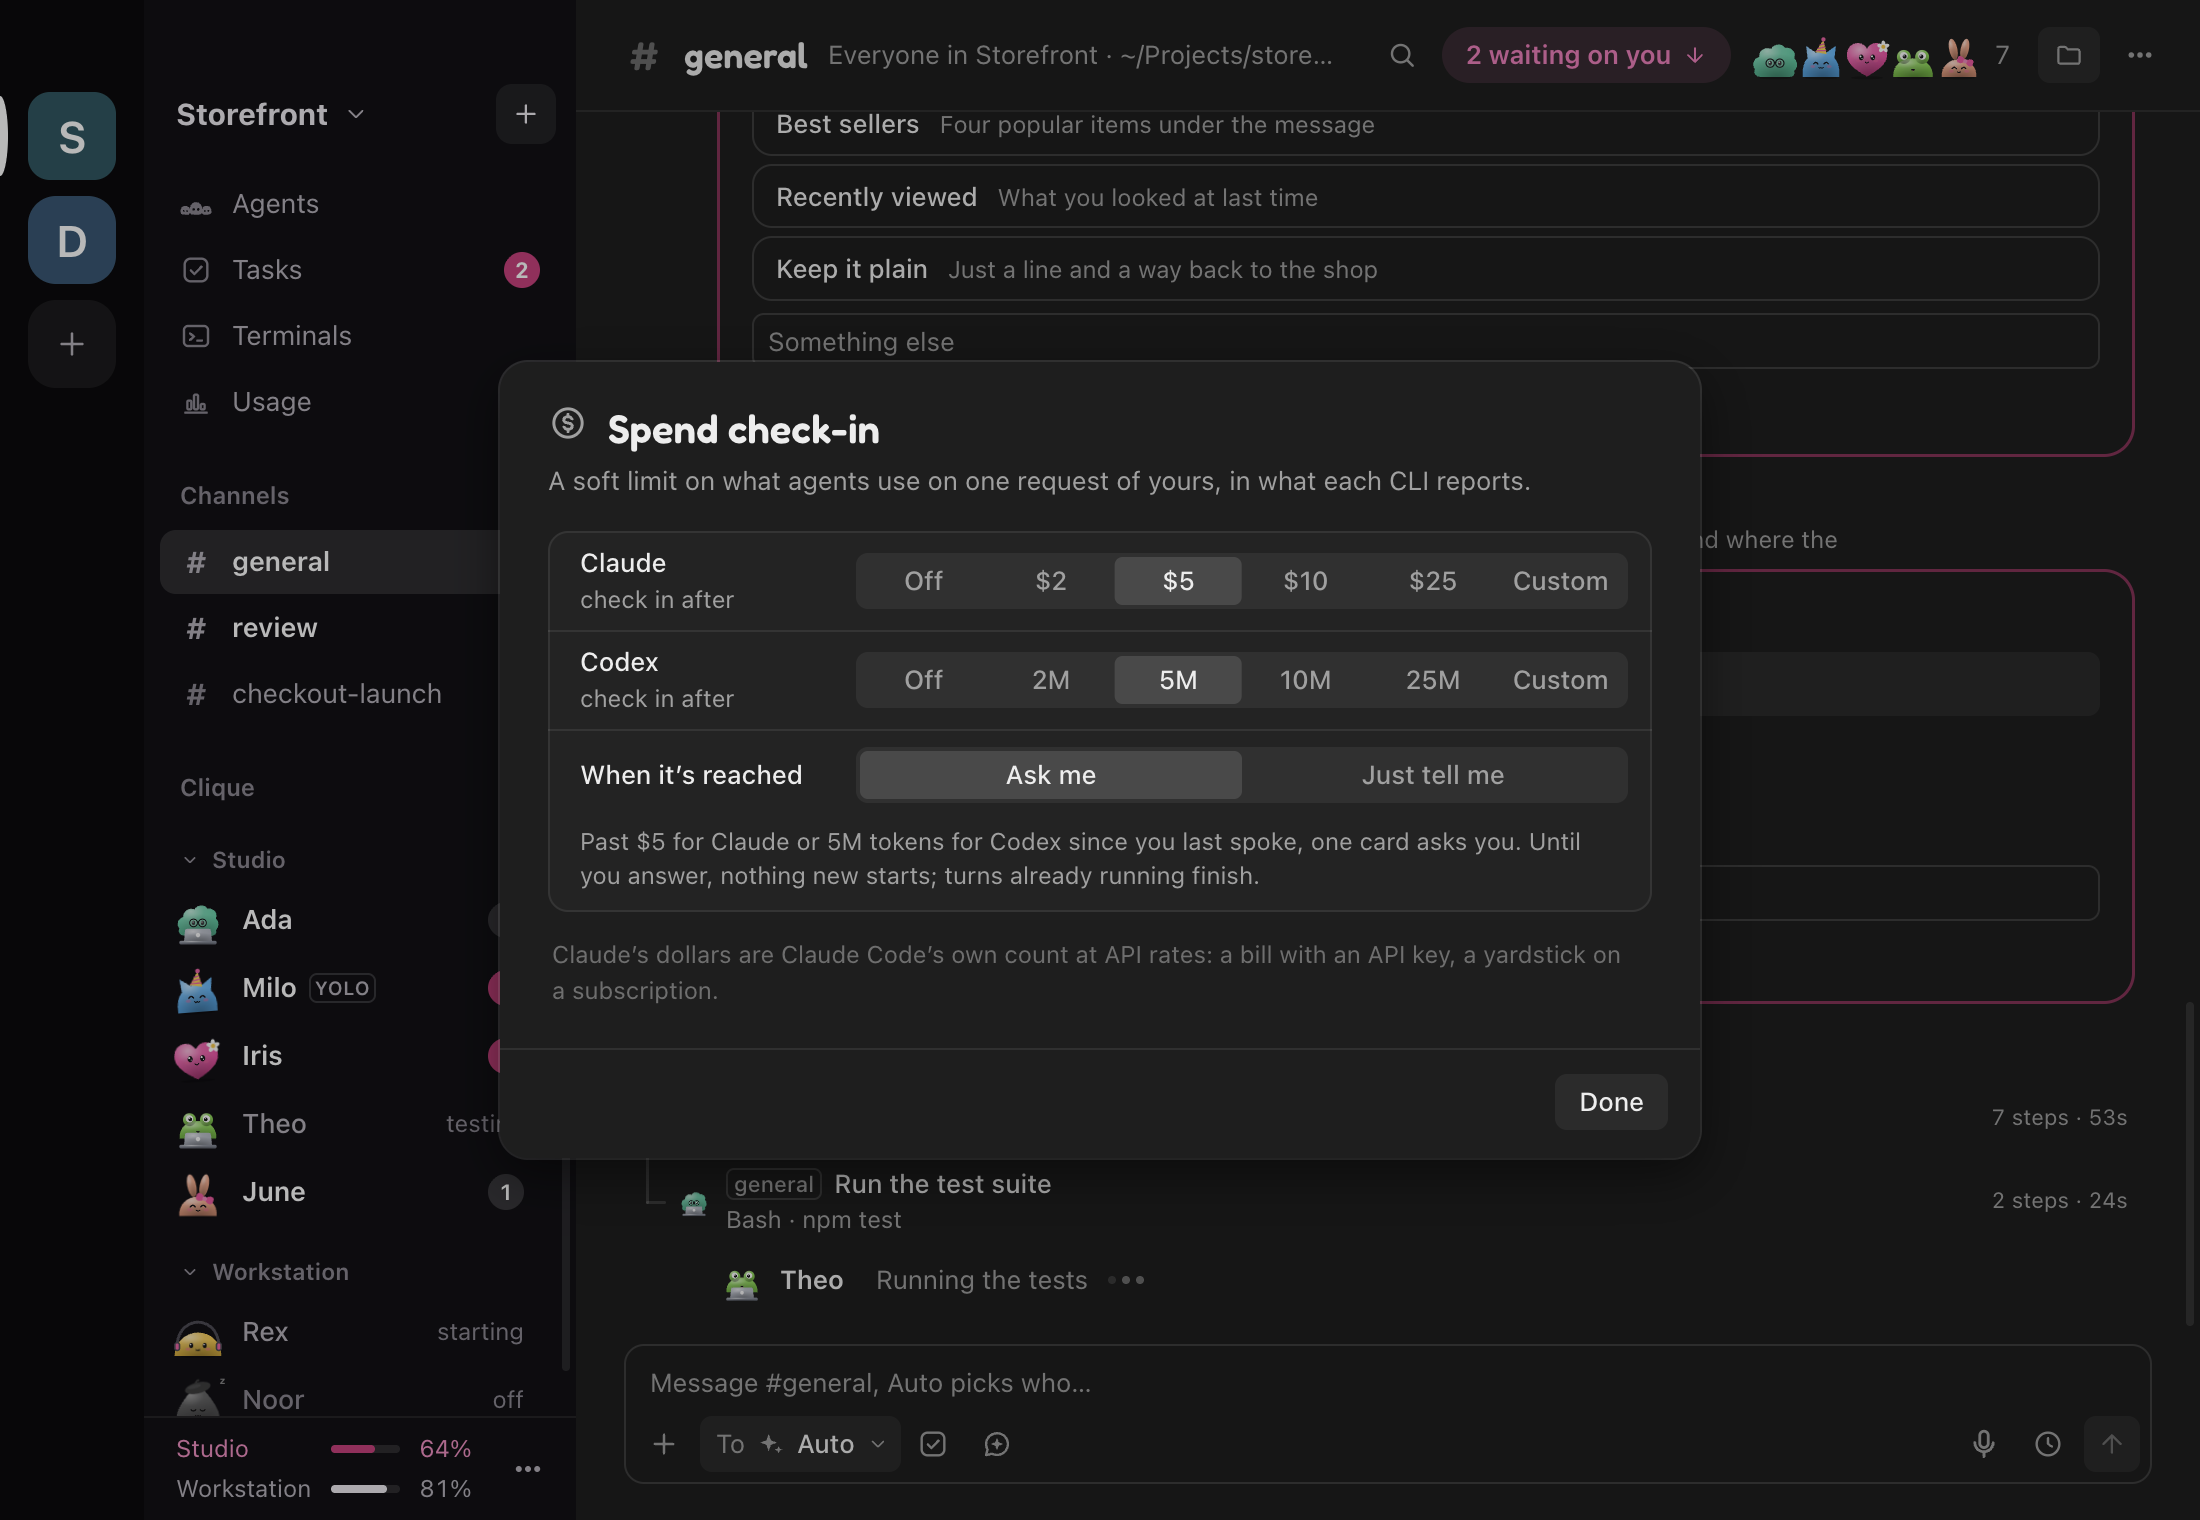 S
D
Storefront
Agents
Tasks 2
Terminals
Usage
Channels
# general
# review
# checkout-launch
Clique
Studio
Ada
Milo YOLO
Iris
Theo
June 1
Workstation
Rex starting
Noor off
Studio 64%
Workstation 81%
# general Everyone in Storefront · ~/Projects/store...
2 waiting on you
7
Best sellers Four popular items under the message
Recently viewed What you looked at last time
Keep it plain Just a line and a way back to the shop
Something else
where the
Spend check-in
A soft limit on what agents use on one request of yours, in what each CLI reports.
Claude
check in after
Off $2 $5 $10 $25 Custom
Codex
check in after
Off 2M 5M 10M 25M Custom
When it’s reached
Ask me Just tell me
Past $5 for Claude or 5M tokens for Codex since you last spoke, one card asks you. Until
you answer, nothing new starts; turns already running finish.
Claude’s dollars are Claude Code’s own count at API rates: a bill with an API key, a yardstick on
a subscription.
Done
7 steps · 53s
general Run the test suite
2 steps · 24s
Bash · npm test
Theo Running the tests
Message #general, Auto picks who...
To Auto